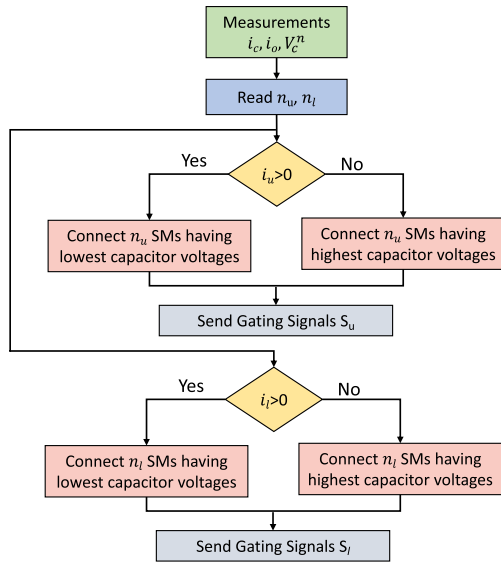 Measurements
i_c, i_o, V_c^n
Read n_u, n_l
i_u>0
Yes
No
Connect n_u SMs having
lowest capacitor voltages
Connect n_u SMs having
highest capacitor voltages
Send Gating Signals S_u
i_l>0
Yes
No
Connect n_l SMs having
lowest capacitor voltages
Connect n_l SMs having
highest capacitor voltages
Send Gating Signals S_l